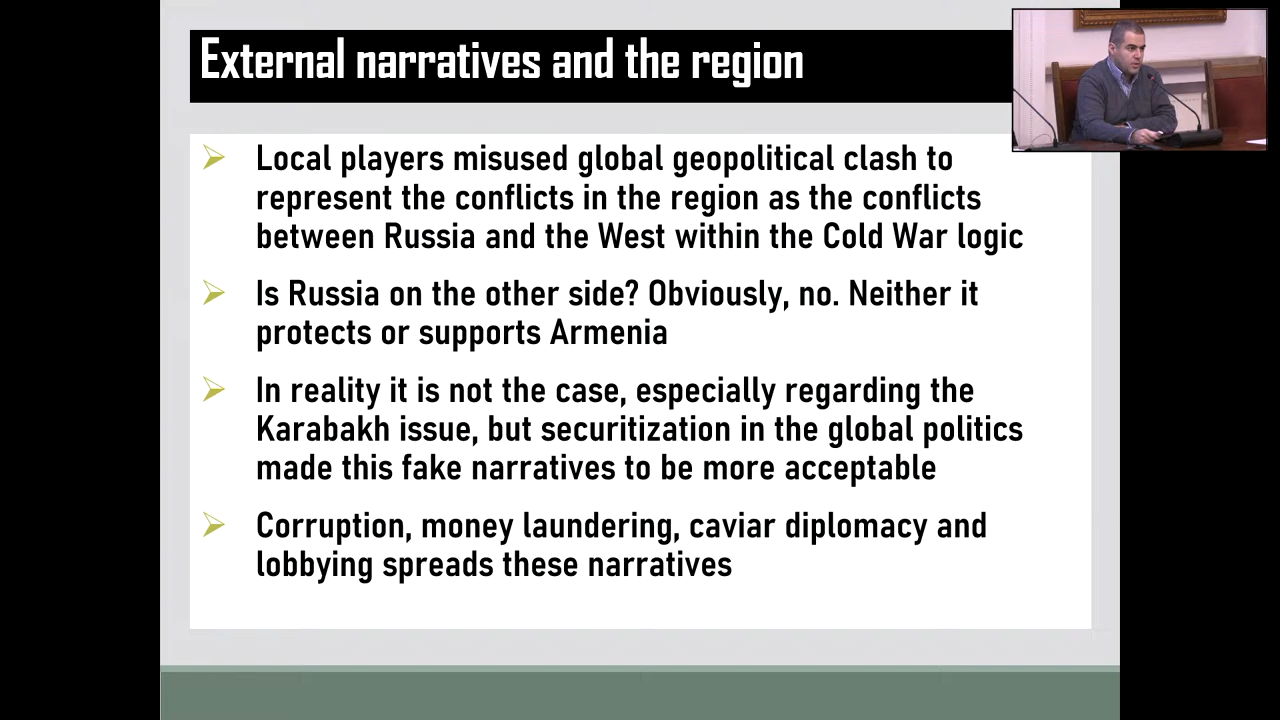 External narratives and the region
Local players misused global geopolitical clash to
represent the conflicts in the region as the conflicts
between Russia and the West within the Cold War logic
Is Russia on the other side? Obviously, no. Neither it
protects or supports Armenia
In reality it is not the case, especially regarding the
Karabakh issue, but securitization in the global politics
made this fake narratives to be more acceptable
Corruption, money laundering, caviar diplomacy and
lobbying spreads these narratives